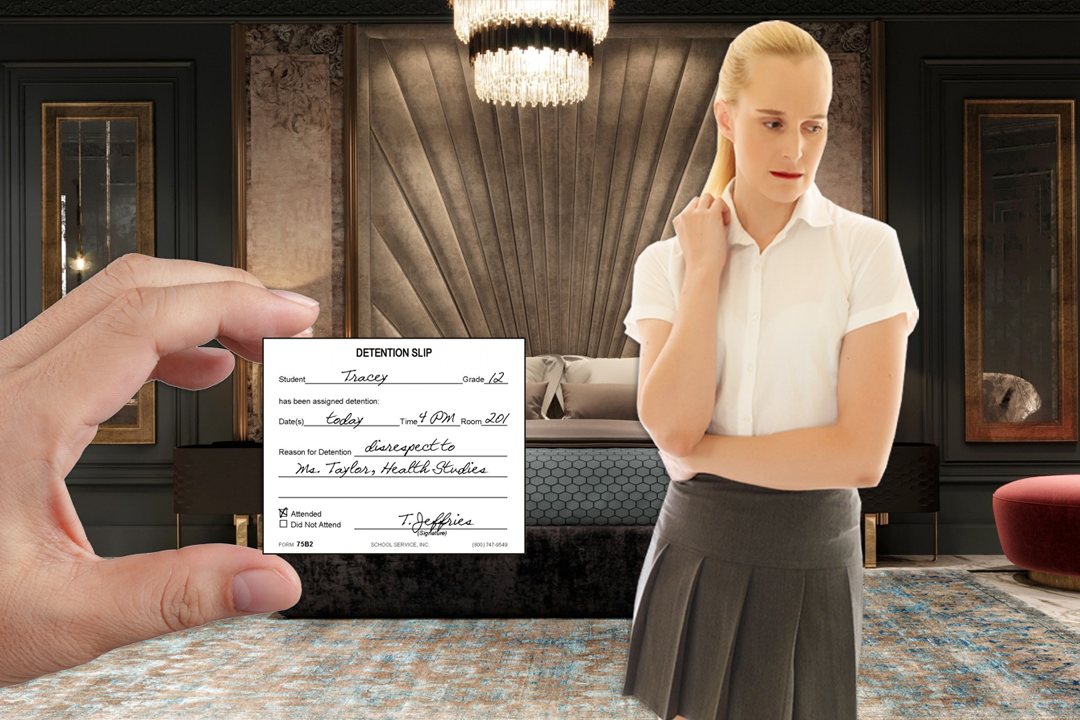 DETENTION SLIP
Student Tracey Grade 12
has been assigned detention:
Date(s) today Time 4 PM Room 201
Reason for Detention disrespect to
Ms. Taylor, Health Studies
Attended
Did Not Attend T. Jeffries
(Signature)
FORM 75B2 SCHOOL SERVICE, INC. (800) 747-9549